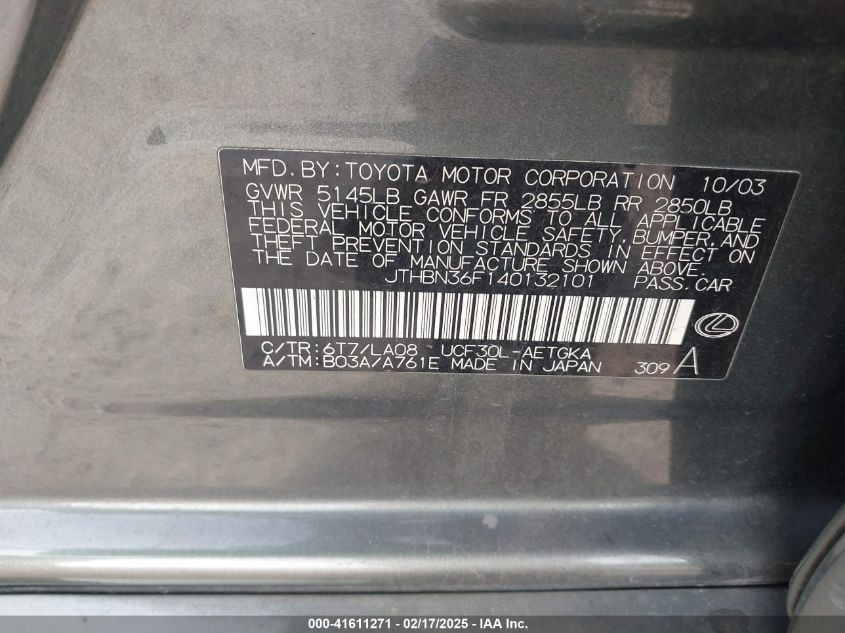 MFD. BY: TOYOTA MOTOR CORPORATION 10/03
GVWR 5145LB GAWR FR 2855LB RR 2850LB
THIS VEHICLE CONFORMS TO ALL APPLICABLE
FEDERAL MOTOR VEHICLE SAFETY, BUMPER, AND
THEFT PREVENTION STANDARDS IN EFFECT ON
THE DATE OF MANUFACTURE SHOWN ABOVE.
JTHBN36F140132101 PASS.CAR
C/TR: 6T7/LA08 UCF30L-AETGKA
A/TM: B03A/A761E MADE IN JAPAN 309 A
000-41611271 - 02/17/2025 - IAA Inc.